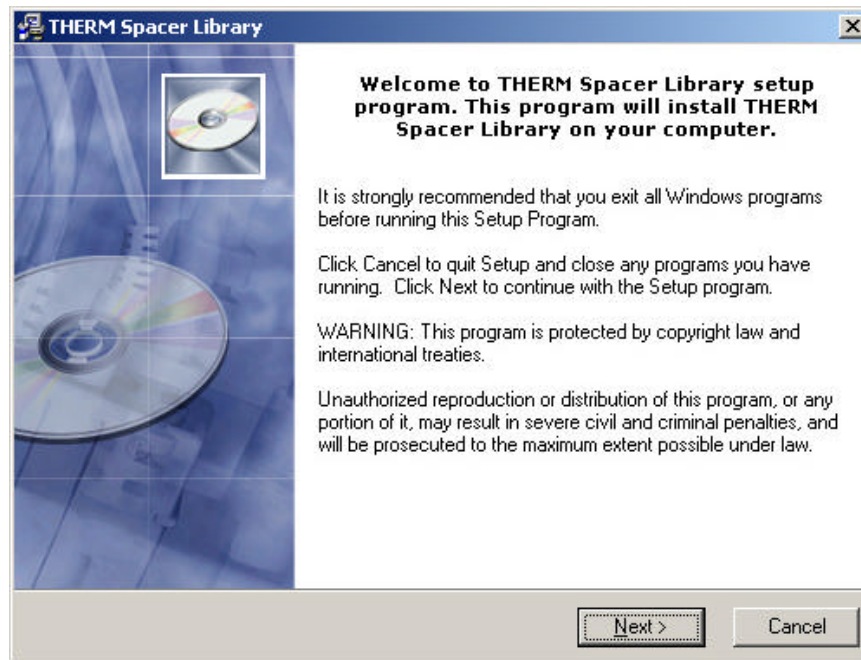 THERM Spacer Library
Welcome to THERM Spacer Library setup
program. This program will install THERM
Spacer Library on your computer.
It is strongly recommended that you exit all Windows programs
before running this Setup Program.
Click Cancel to quit Setup and close any programs you have
running.  Click Next to continue with the Setup program.
WARNING: This program is protected by copyright law and
international treaties.
Unauthorized reproduction or distribution of this program, or any
portion of it, may result in severe civil and criminal penalties, and
will be prosecuted to the maximum extent possible under law.
Next > Cancel